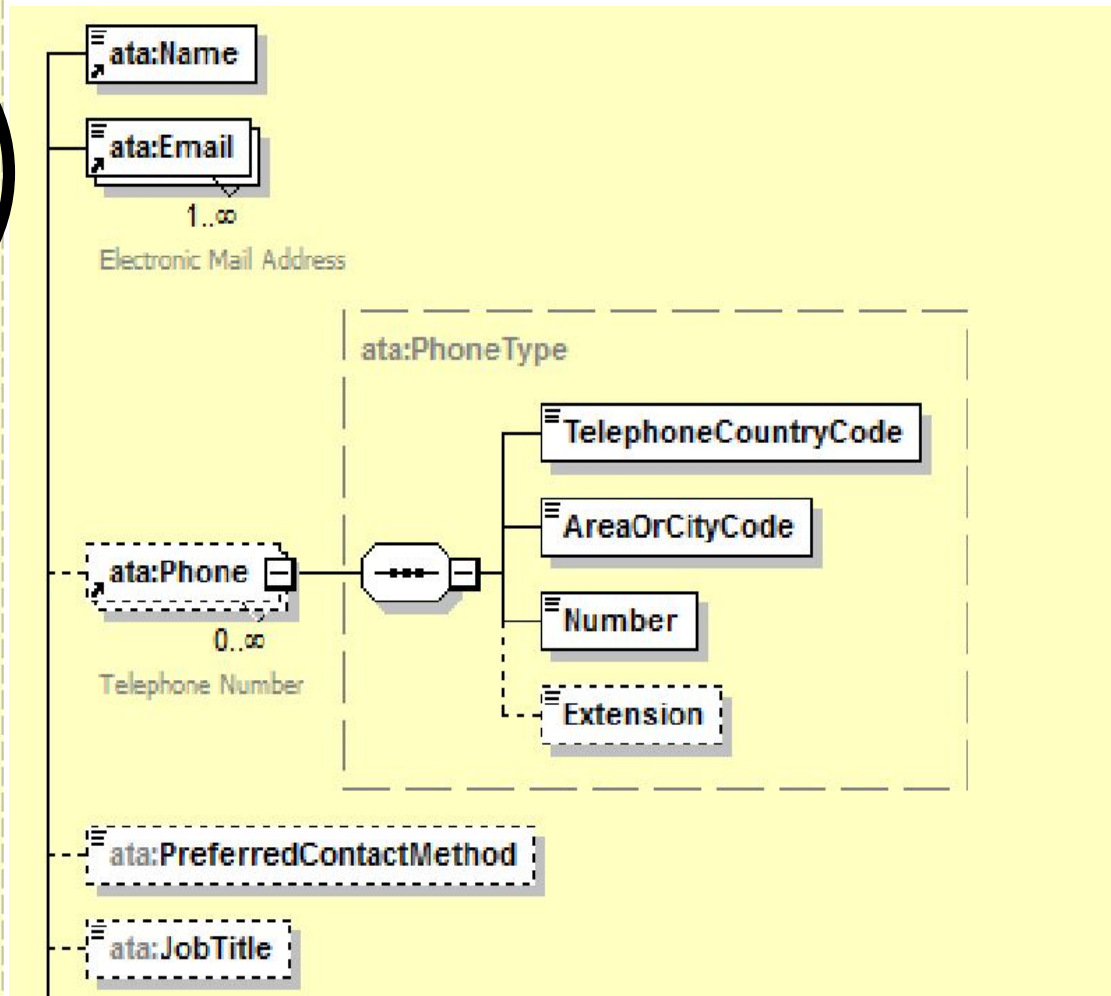 ata:Name
ata:Email
1..∞
Electronic Mail Address
ata:PhoneType
TelephoneCountryCode
AreaOrCityCode
ata:Phone
Number
0..∞
Telephone Number
Extension
ata:PreferredContactMethod
ata:JobTitle